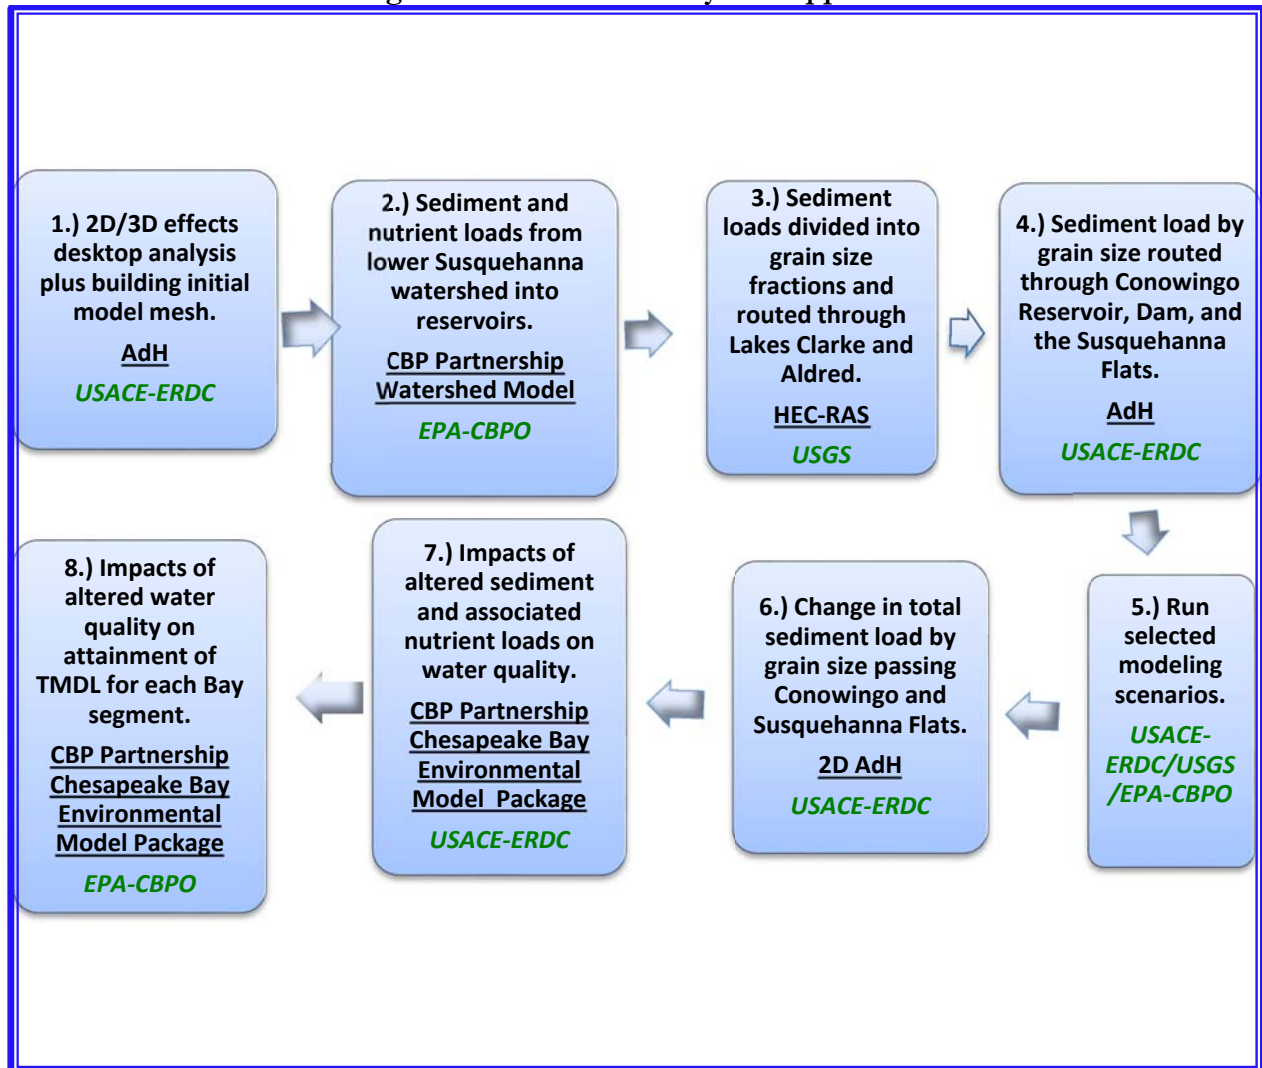 1.) 2D/3D effects
desktop analysis
plus building initial
model mesh.
AdH
USACE-ERDC
2.) Sediment and
nutrient loads from
lower Susquehanna
watershed into
reservoirs.
CBP Partnership
Watershed Model
EPA-CBPO
3.) Sediment
loads divided into
grain size
fractions and
routed through
Lakes Clarke and
Aldred.
HEC-RAS
USGS
4.) Sediment load by
grain size routed
through Conowingo
Reservoir, Dam, and
the Susquehanna
Flats.
AdH
USACE-ERDC
5.) Run
selected
modeling
scenarios.
USACE-
ERDC/USGS
/EPA-CBPO
6.) Change in total
sediment load by
grain size passing
Conowingo and
Susquehanna Flats.
2D AdH
USACE-ERDC
7.) Impacts of
altered sediment
and associated
nutrient loads on
water quality.
CBP Partnership
Chesapeake Bay
Environmental
Model Package
USACE-ERDC
8.) Impacts of
altered water
quality on
attainment of
TMDL for each Bay
segment.
CBP Partnership
Chesapeake Bay
Environmental
Model Package
EPA-CBPO